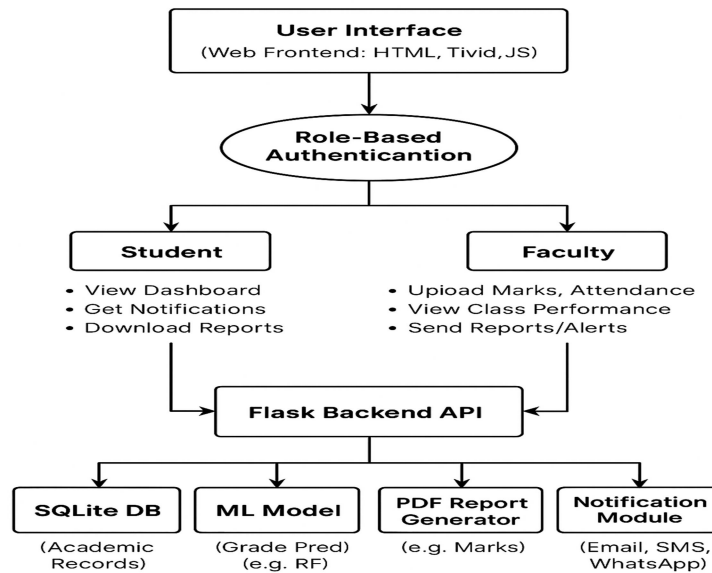 User Interface
(Web Frontend: HTML, Tivid,JS)
Role-Based
Authenticantion
Student
Faculty
• View Dashboard
• Get Notifications
• Download Reports
• Upioad Marks, Attendance
• View Class Performance
• Send Reports/Alerts
Flask Backend API
SQLite DB
(Academic
Records)
ML Model
(Grade Pred)
(e.g. RF)
PDF Report
Generator
(e.g. Marks)
Notification
Module
(Email, SMS,
WhatsApp)